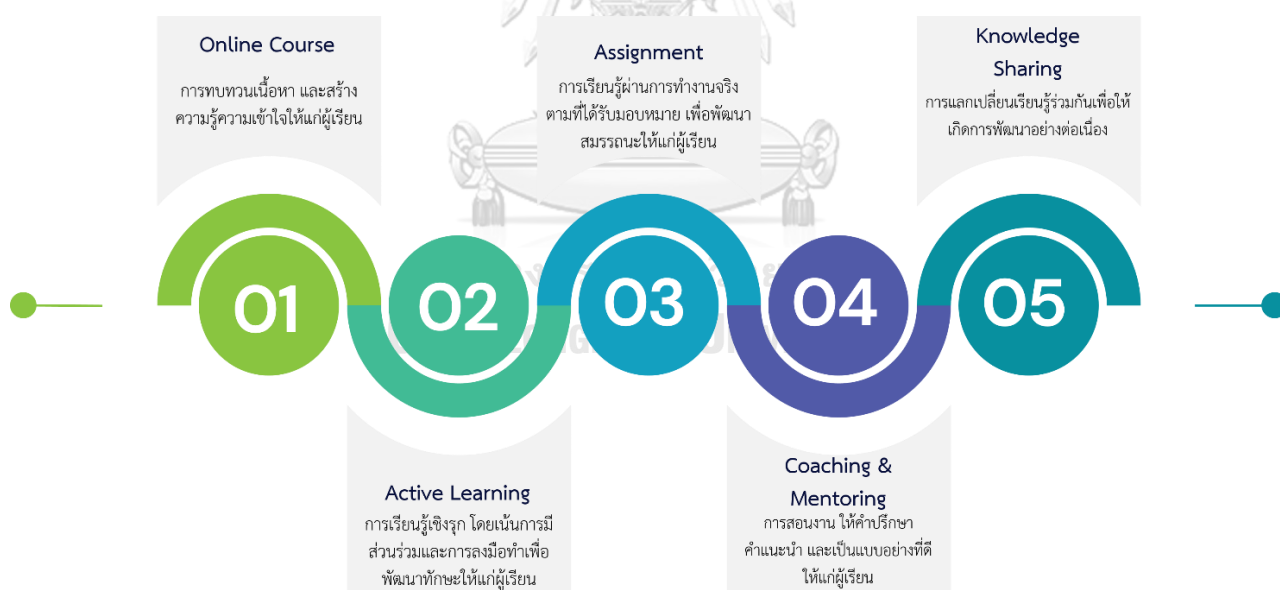 Online Course
การทบทวนเนื้อหา และสร้าง
ความรู้ความเข้าใจให้แก่ผู้เรียน
01
02
Active Learning
การเรียนรู้เชิงรุก โดยเน้นการมี
ส่วนร่วมและการลงมือทำเพื่อ
พัฒนาทักษะให้แก่ผู้เรียน
Assignment
การเรียนรู้ผ่านการทำงานจริง
ตามที่ได้รับมอบหมาย เพื่อพัฒนา
สมรรถนะให้แก่ผู้เรียน
03
04
Coaching &
Mentoring
การสอนงาน ให้คำปรึกษา
คำแนะนำ และเป็นแบบอย่างที่ดี
ให้แก่ผู้เรียน
Knowledge
Sharing
การแลกเปลี่ยนเรียนรู้ร่วมกันเพื่อให้
เกิดการพัฒนาอย่างต่อเนื่อง
05